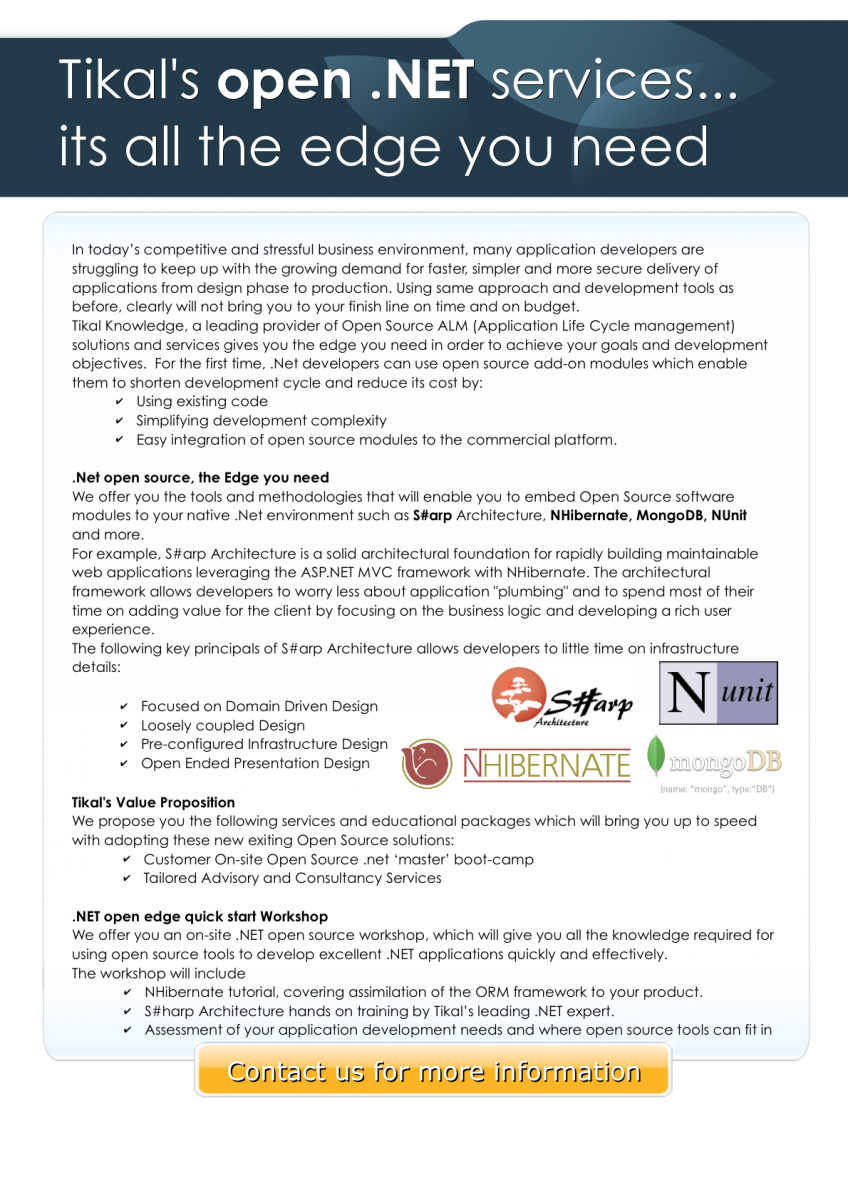 Tikal's open .NET services...
its all the edge you need
In today’s competitive and stressful business environment, many application developers are
struggling to keep up with the growing demand for faster, simpler and more secure delivery of
applications from design phase to production. Using same approach and development tools as
before, clearly will not bring you to your finish line on time and on budget.
Tikal Knowledge, a leading provider of Open Source ALM (Application Life Cycle management)
solutions and services gives you the edge you need in order to achieve your goals and development
objectives.  For the first time, .Net developers can use open source add-on modules which enable
them to shorten development cycle and reduce its cost by:
✔ Using existing code
✔ Simplifying development complexity
✔ Easy integration of open source modules to the commercial platform.
.Net open source, the Edge you need
We offer you the tools and methodologies that will enable you to embed Open Source software
modules to your native .Net environment such as S#arp Architecture, NHibernate, MongoDB, NUnit
and more.
For example, S#arp Architecture is a solid architectural foundation for rapidly building maintainable
web applications leveraging the ASP.NET MVC framework with NHibernate. The architectural
framework allows developers to worry less about application "plumbing" and to spend most of their
time on adding value for the client by focusing on the business logic and developing a rich user
experience.
The following key principals of S#arp Architecture allows developers to little time on infrastructure
details:
✔ Focused on Domain Driven Design
✔ Loosely coupled Design
✔ Pre-configured Infrastructure Design
✔ Open Ended Presentation Design
S#arp
Architecture
N unit
NHIBERNATE
mongoDB
{name: "mongo", type:"DB"}
Tikal's Value Proposition
We propose you the following services and educational packages which will bring you up to speed
with adopting these new exiting Open Source solutions:
✔ Customer On-site Open Source .net ‘master’ boot-camp
✔ Tailored Advisory and Consultancy Services
.NET open edge quick start Workshop
We offer you an on-site .NET open source workshop, which will give you all the knowledge required for
using open source tools to develop excellent .NET applications quickly and effectively.
The workshop will include
✔ NHibernate tutorial, covering assimilation of the ORM framework to your product.
✔ S#harp Architecture hands on training by Tikal’s leading .NET expert.
✔ Assessment of your application development needs and where open source tools can fit in
Contact us for more information